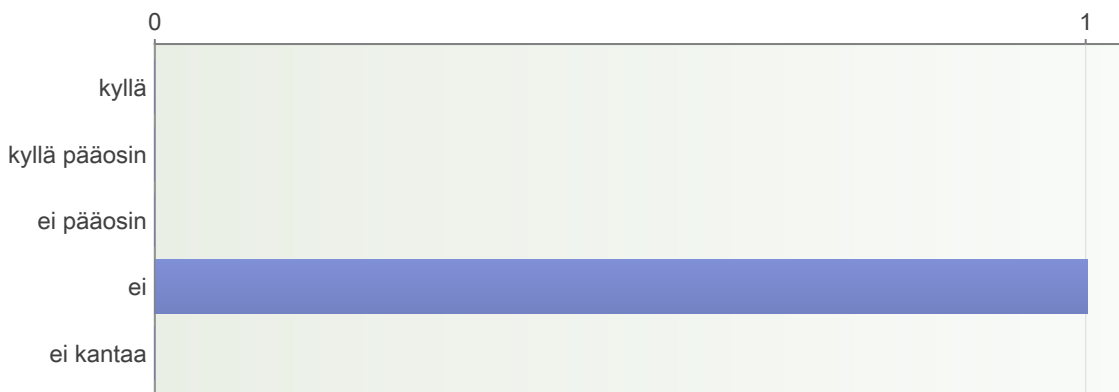 0 1
kyllä
kyllä pääosin
ei pääosin
ei
ei kantaa